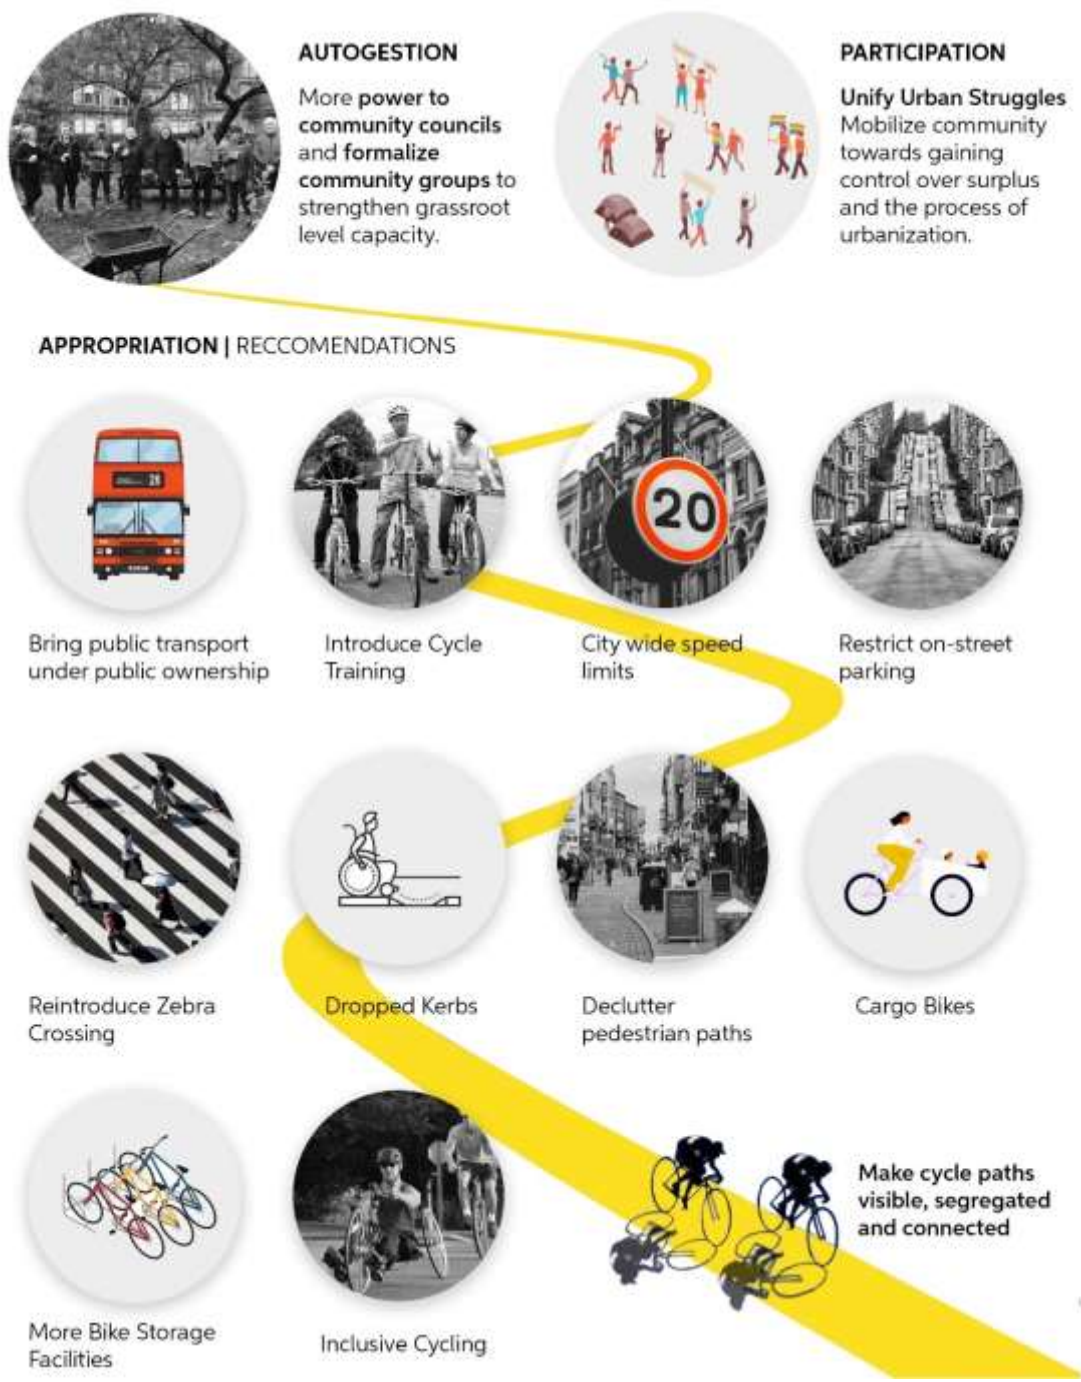 AUTOGESTION
More power to
community councils
and formalize
community groups to
strengthen grassroot
level capacity.
PARTICIPATION
Unify Urban Struggles
Mobilize community
towards gaining
control over surplus
and the process of
urbanization.
APPROPRIATION | RECCOMENDATIONS
26
20
Bring public transport
under public ownership
Introduce Cycle
Training
City wide speed
limits
Restrict on-street
parking
Reintroduce Zebra
Crossing
Dropped Kerbs
Declutter
pedestrian paths
Cargo Bikes
Make cycle paths
visible, segregated
and connected
More Bike Storage
Facilities
Inclusive Cycling